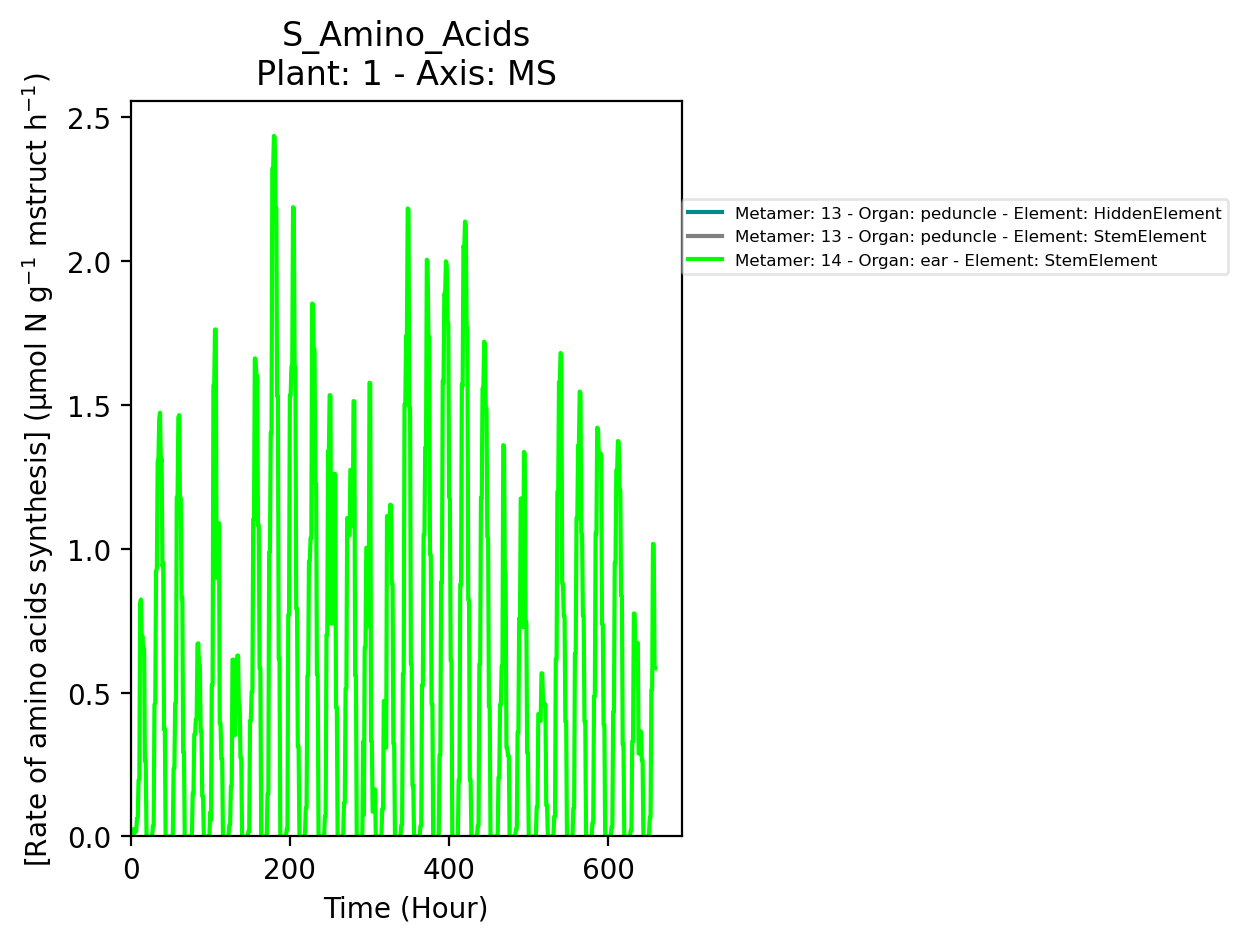 S_Amino_Acids
Plant: 1 - Axis: MS
[Rate of amino acids synthesis] (µmol N g⁻¹ mstruct h⁻¹)
2.5
2.0
1.5
1.0
0.5
0.0
Metamer: 13 - Organ: peduncle - Element: HiddenElement
Metamer: 13 - Organ: peduncle - Element: StemElement
Metamer: 14 - Organ: ear - Element: StemElement
0 200 400 600
Time (Hour)